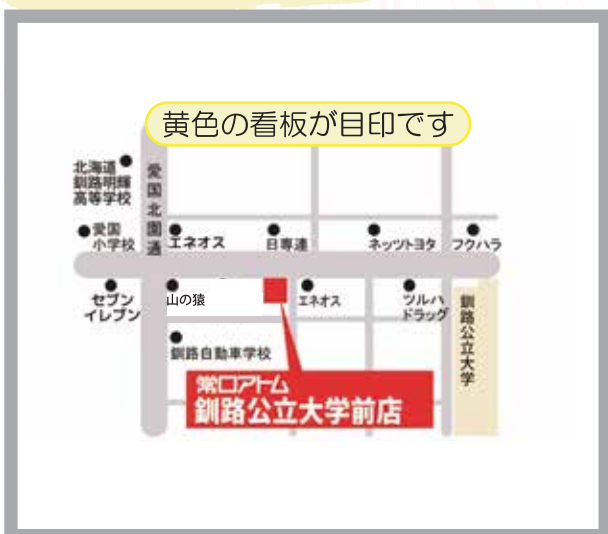 黄色の看板が目印です
北海道
釧路明輝
高等学校
愛国北園通
愛国
小学校
エネオス
日専連
ネッツトヨタ
フクハラ
セブン
イレブン
山の猿
エネオス
ツルハ
ドラッグ
釧路公立大学
釧路自動車学校
常口アトム
釧路公立大学前店